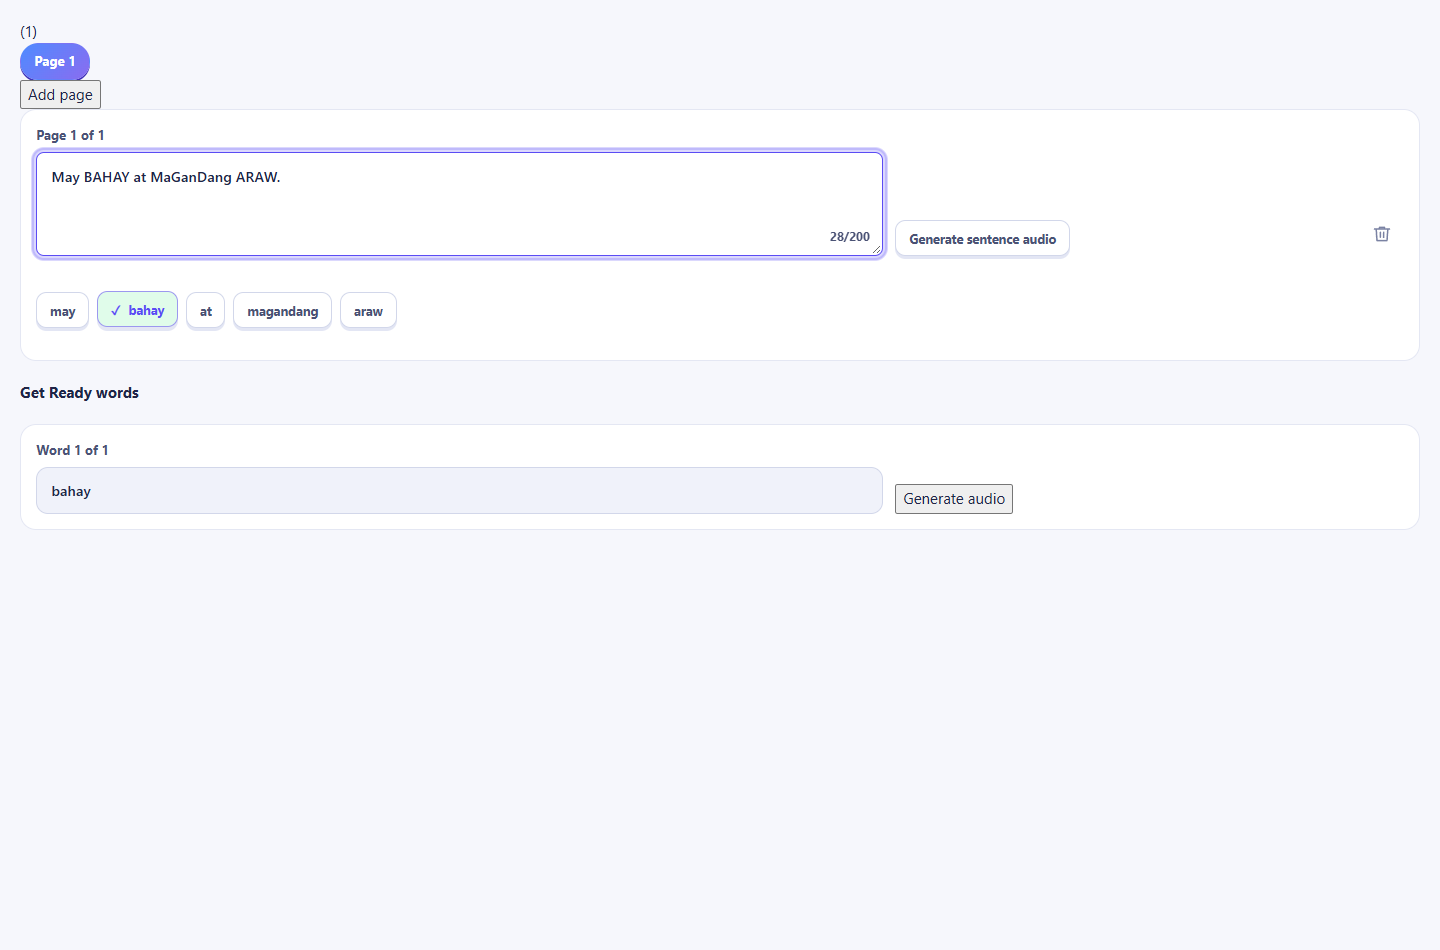 (1)
Page 1
Add page
Page 1 of 1
May BAHAY at MaGanDang ARAW.
28/200
Generate sentence audio
may
✓ bahay
at
magandang
araw
Get Ready words
Word 1 of 1
bahay
Generate audio